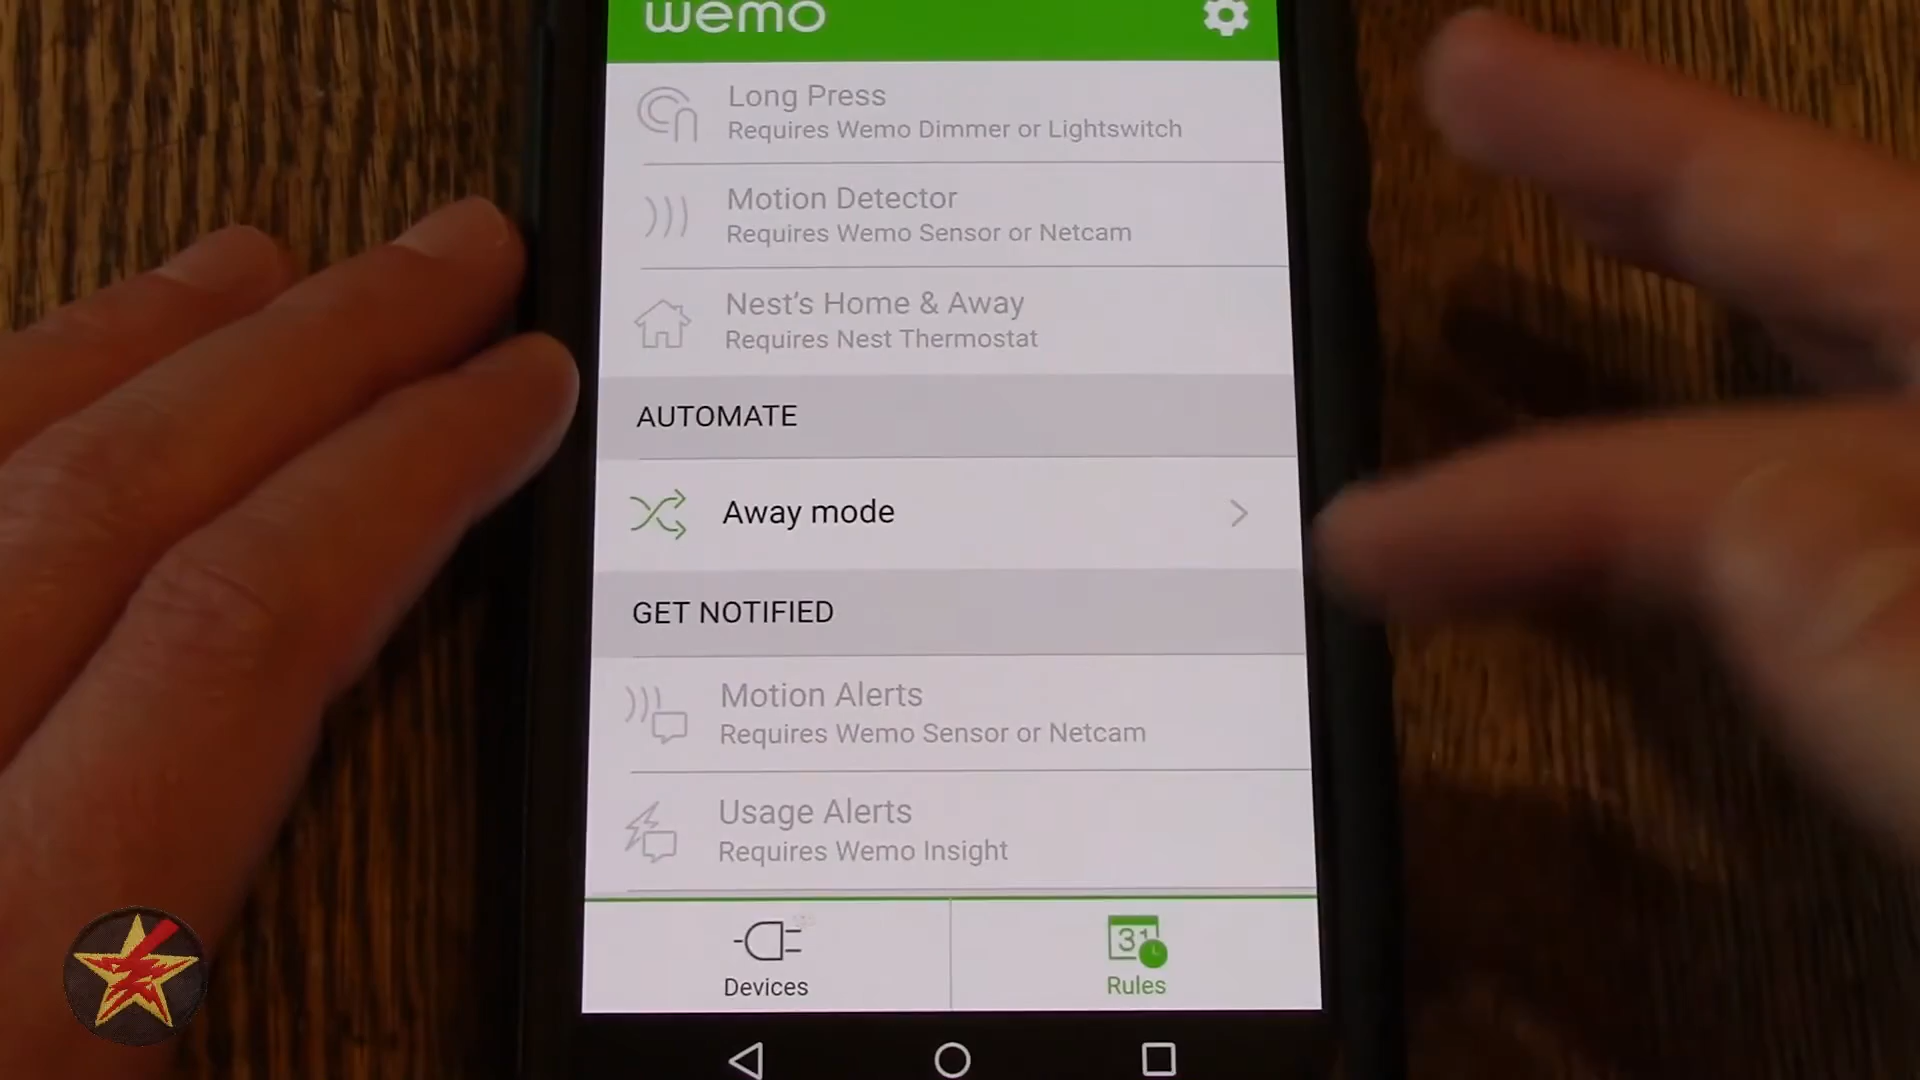 wemo
Long Press
Requires Wemo Dimmer or Lightswitch
Motion Detector
Requires Wemo Sensor or Netcam
Nest's Home & Away
Requires Nest Thermostat
AUTOMATE
Away mode
GET NOTIFIED
Motion Alerts
Requires Wemo Sensor or Netcam
Usage Alerts
Requires Wemo Insight
31
Devices
Rules